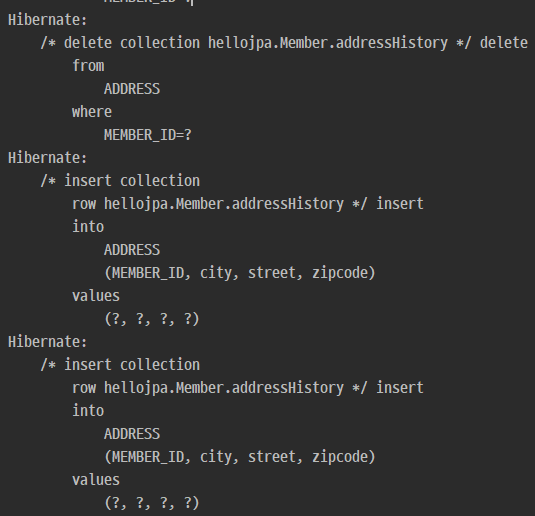 MEMBER_ID=?
Hibernate:
    /* delete collection hellojpa.Member.addressHistory */ delete
        from
            ADDRESS
        where
            MEMBER_ID=?
Hibernate:
    /* insert collection
        row hellojpa.Member.addressHistory */ insert
        into
            ADDRESS
            (MEMBER_ID, city, street, zipcode)
        values
            (?, ?, ?, ?)
Hibernate:
    /* insert collection
        row hellojpa.Member.addressHistory */ insert
        into
            ADDRESS
            (MEMBER_ID, city, street, zipcode)
        values
            (?, ?, ?, ?)